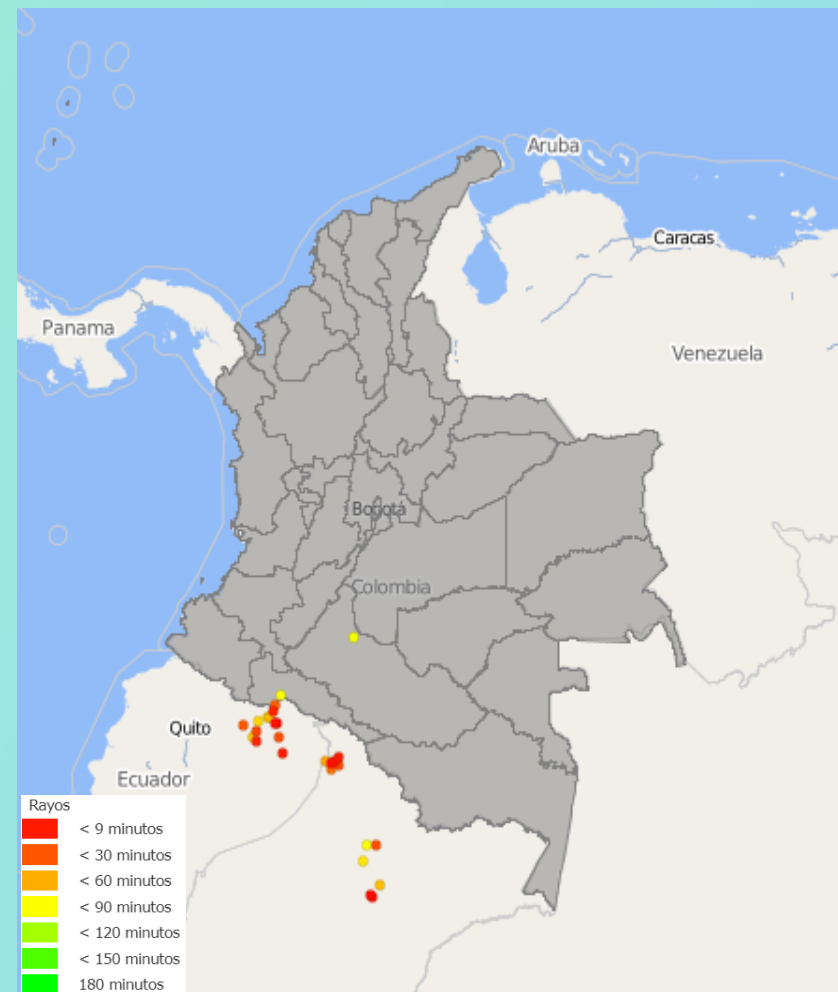 Aruba
Caracas
Panama
Venezuela
Bogotá
Colombia
Quito
Ecuador
Rayos
< 9 minutos
< 30 minutos
< 60 minutos
< 90 minutos
< 120 minutos
< 150 minutos
180 minutos